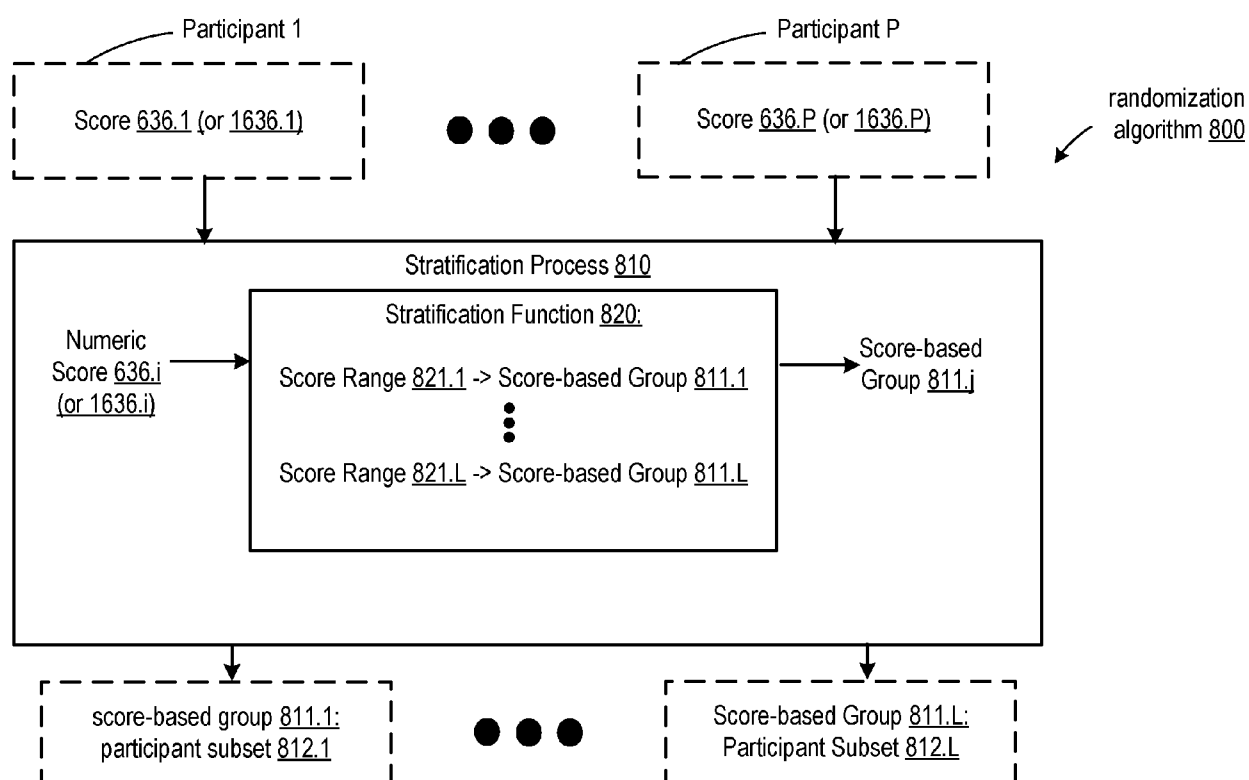 Participant 1
Participant P
Score 636.1 (or 1636.1)
Score 636.P (or 1636.P)
randomization
algorithm 800
Stratification Process 810
Stratification Function 820:
Numeric
Score 636.i
(or 1636.i)
Score Range 821.1 -> Score-based Group 811.1
Score Range 821.L -> Score-based Group 811.L
Score-based
Group 811.j
score-based group 811.1:
participant subset 812.1
Score-Based Group 811.L:
Participant Subset 812.L